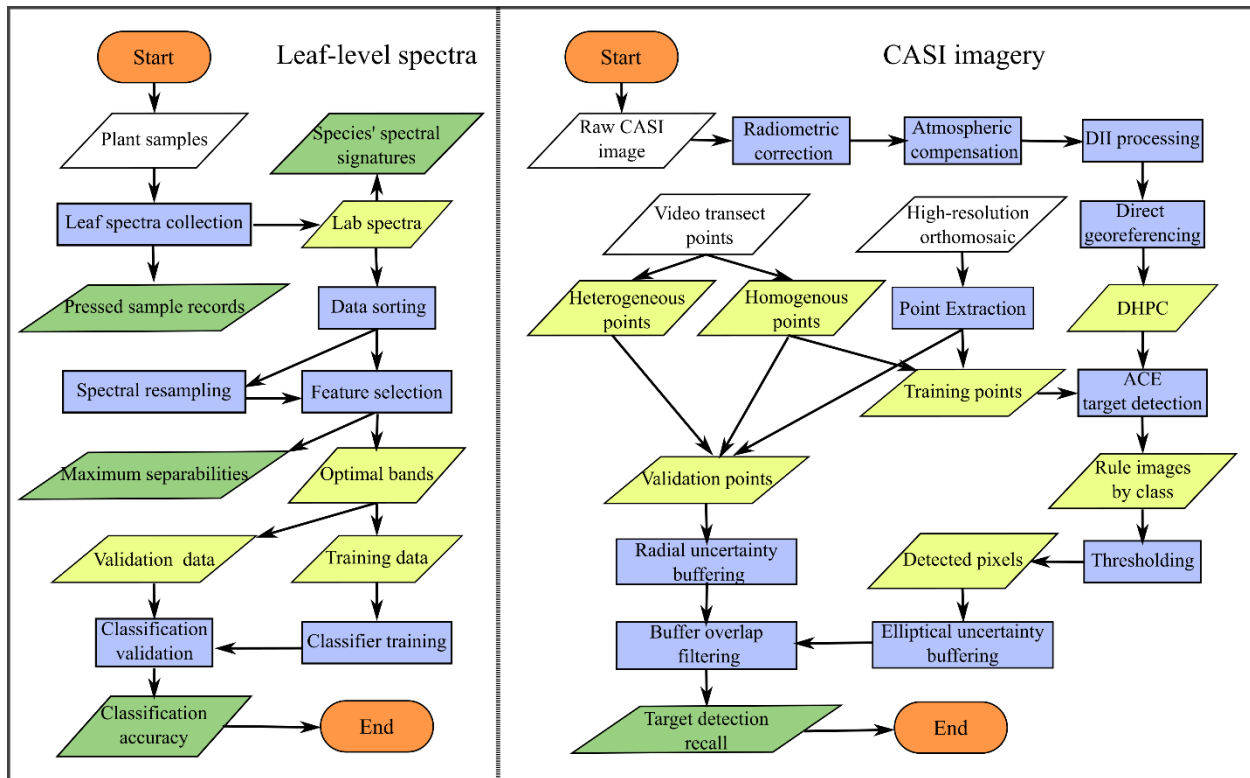 Start
Leaf-level spectra
Plant samples
Species' spectral
signatures
Leaf spectra collection
Lab spectra
Pressed sample records
Data sorting
Spectral resampling
Feature selection
Maximum separabilities
Optimal bands
Validation data
Training data
Classification
validation
Classifier training
Classification
accuracy
End
Start
CASI imagery
Raw CASI
image
Radiometric
correction
Atmospheric
compensation
DII processing
Video transect
points
High-resolution
orthomosaic
Direct
georeferencing
Heterogeneous
points
Homogenous
points
Point Extraction
DHPC
Training points
ACE
target detection
Validation points
Rule images
by class
Radial uncertainty
buffering
Detected pixels
Thresholding
Buffer overlap
filtering
Elliptical uncertainty
buffering
Target detection
recall
End